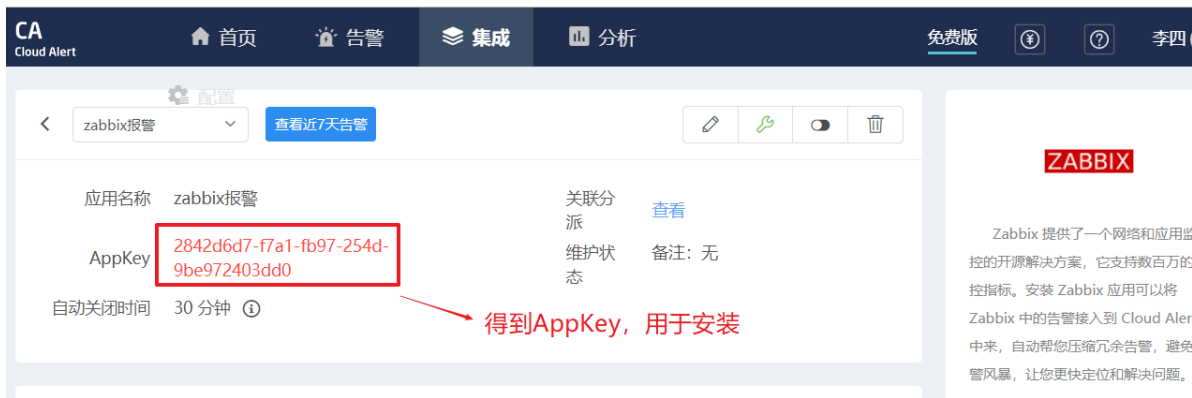 CA
Cloud Alert
首页
告警
集成
分析
免费版
李四
配置
zabbix报警
查看近7天告警
应用名称
zabbix报警
关联分
派
查看
AppKey
2842d6d7-f7a1-fb97-254d-
9be972403dd0
维护状
态
备注：无
自动关闭时间
30 分钟
得到AppKey，用于安装
ZABBIX
Zabbix 提供了一个网络和应用监
控的开源解决方案，它支持数百万的
控指标。安装 Zabbix 应用可以将
Zabbix 中的告警接入到 Cloud Aler
中来，自动帮您压缩冗余告警，避免
警风暴，让您更快定位和解决问题。